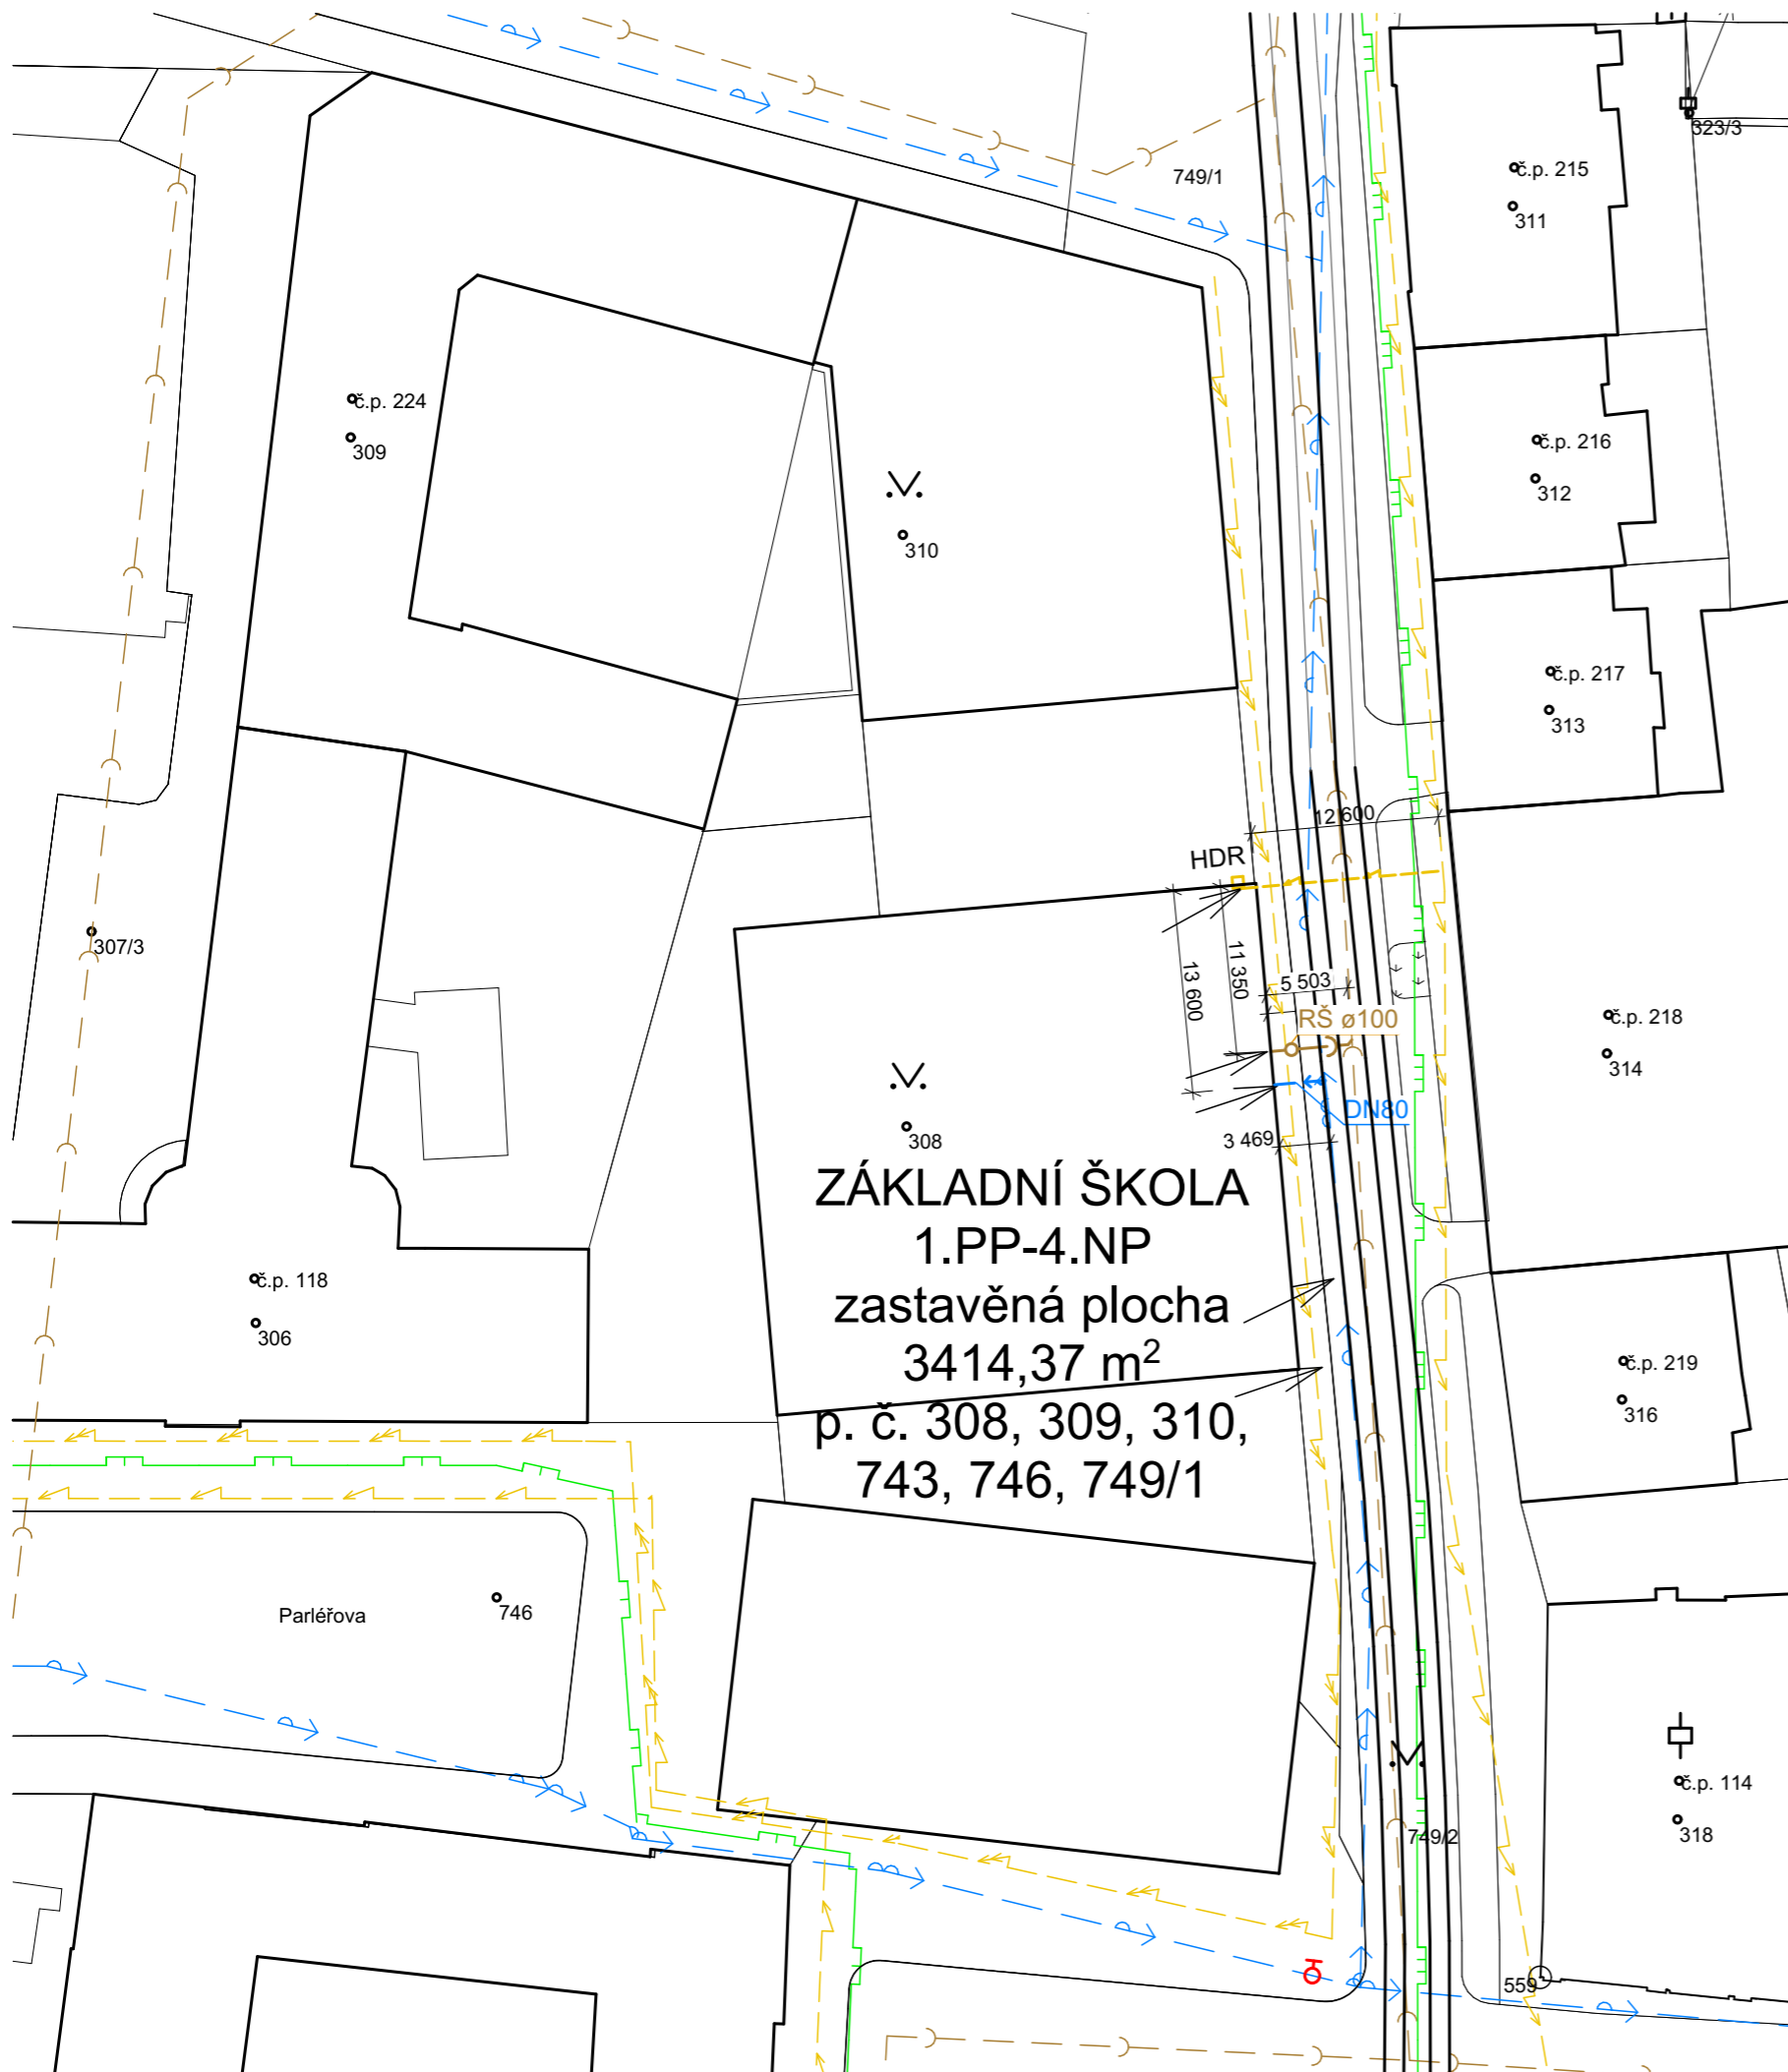 749/1
323/3
č.p. 215
311
č.p. 224
309
č.p. 216
312
310
č.p. 217
313
12 600
HDR
307/3
11 350
13 600
5 503
RŠ ø100
č.p. 218
314
DN80
308
3 469
ZÁKLADNÍ ŠKOLA
1.PP-4.NP
zastavěná plocha
3414,37 m²
p. č. 308, 309, 310,
743, 746, 749/1
č.p. 118
306
č.p. 219
316
Parléřova
746
č.p. 114
318
749/2
559